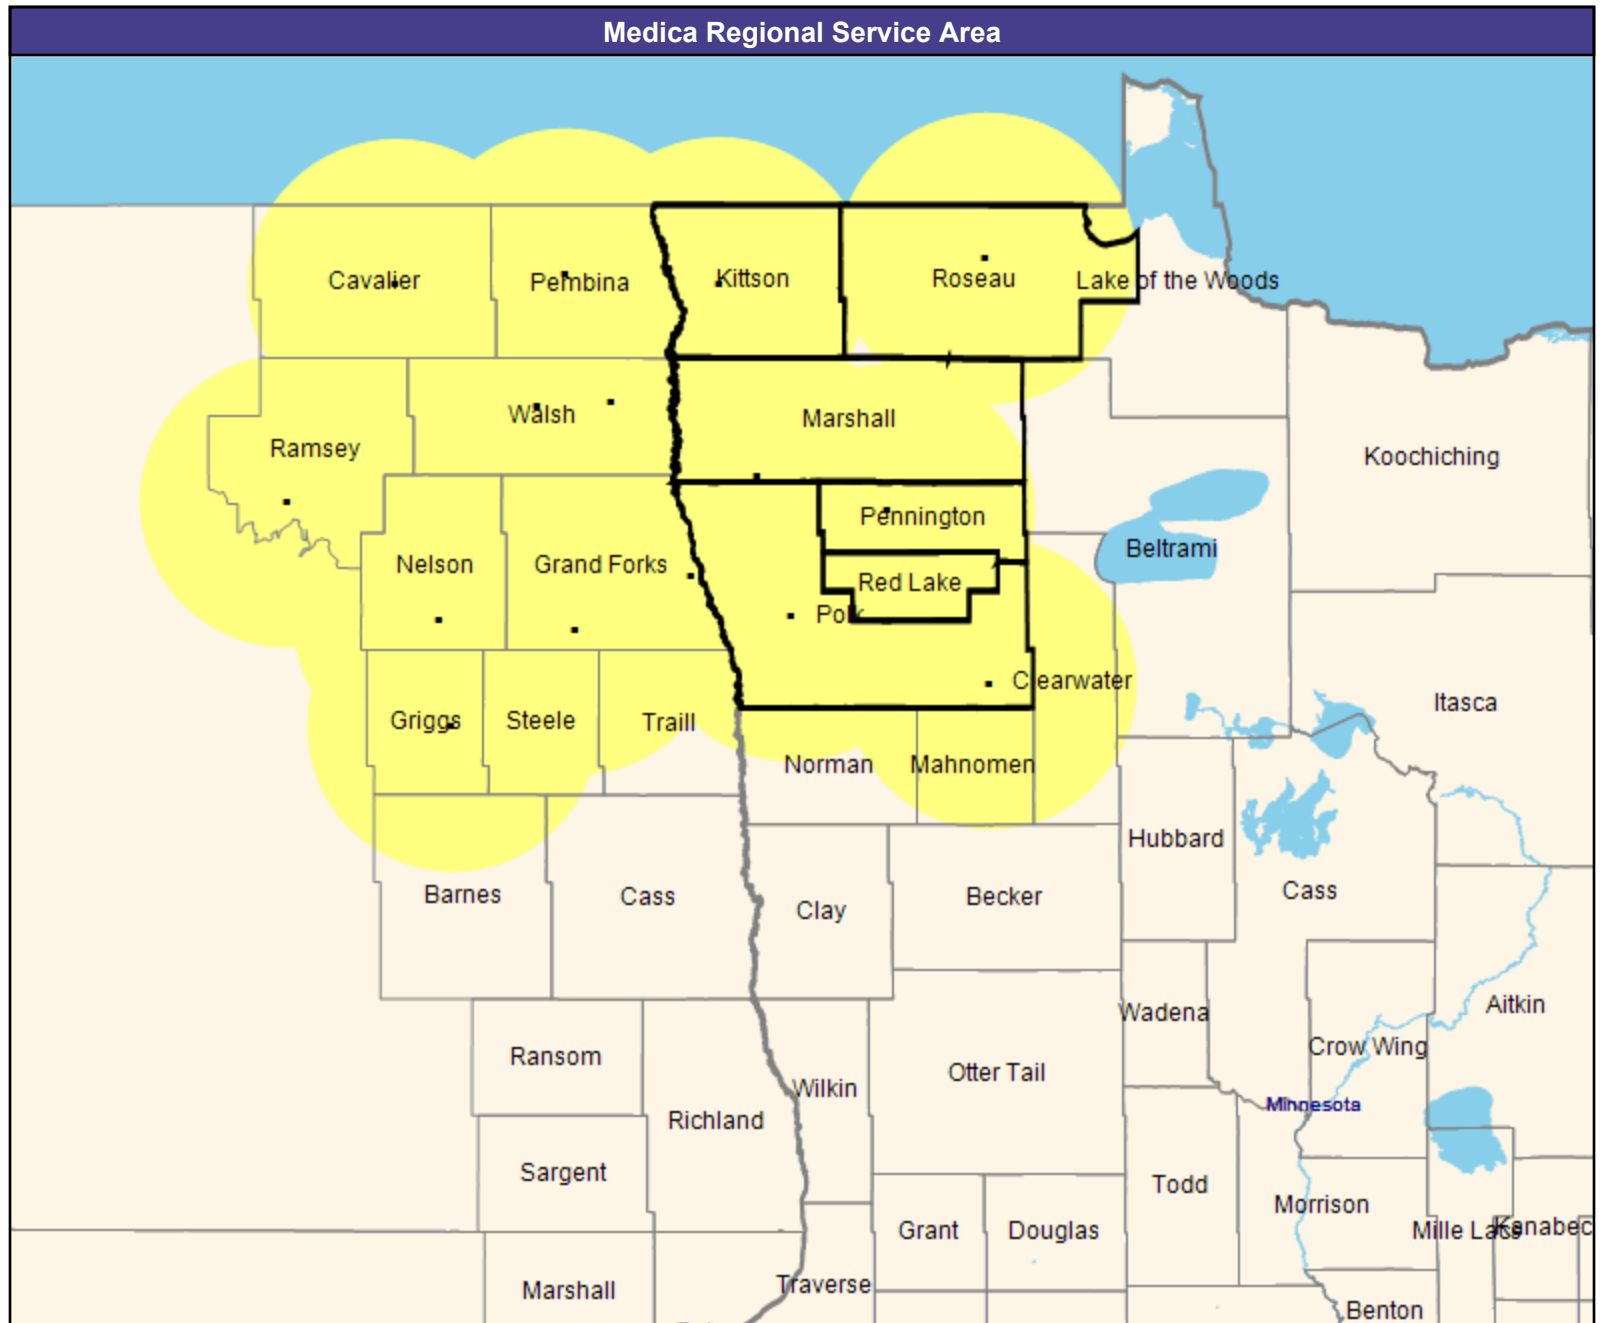 Medica Regional Service Area
Cavalier
Pembina
Kittson
Roseau
Lake of the Woods
Walsh
Marshall
Ramsey
Koochiching
Pennington
Beltrami
Nelson
Grand Forks
Red Lake
Polk
Clearwater
Itasca
Griggs
Steele
Traill
Norman
Mahnomen
Hubbard
Barnes
Cass
Clay
Becker
Cass
Wadena
Aitkin
Crow Wing
Ransom
Otter Tail
Wilkin
Minnesota
Richland
Sargent
Todd
Morrison
Grant
Douglas
Mille Lacs
Kanabec
Marshall
Traverse
Benton